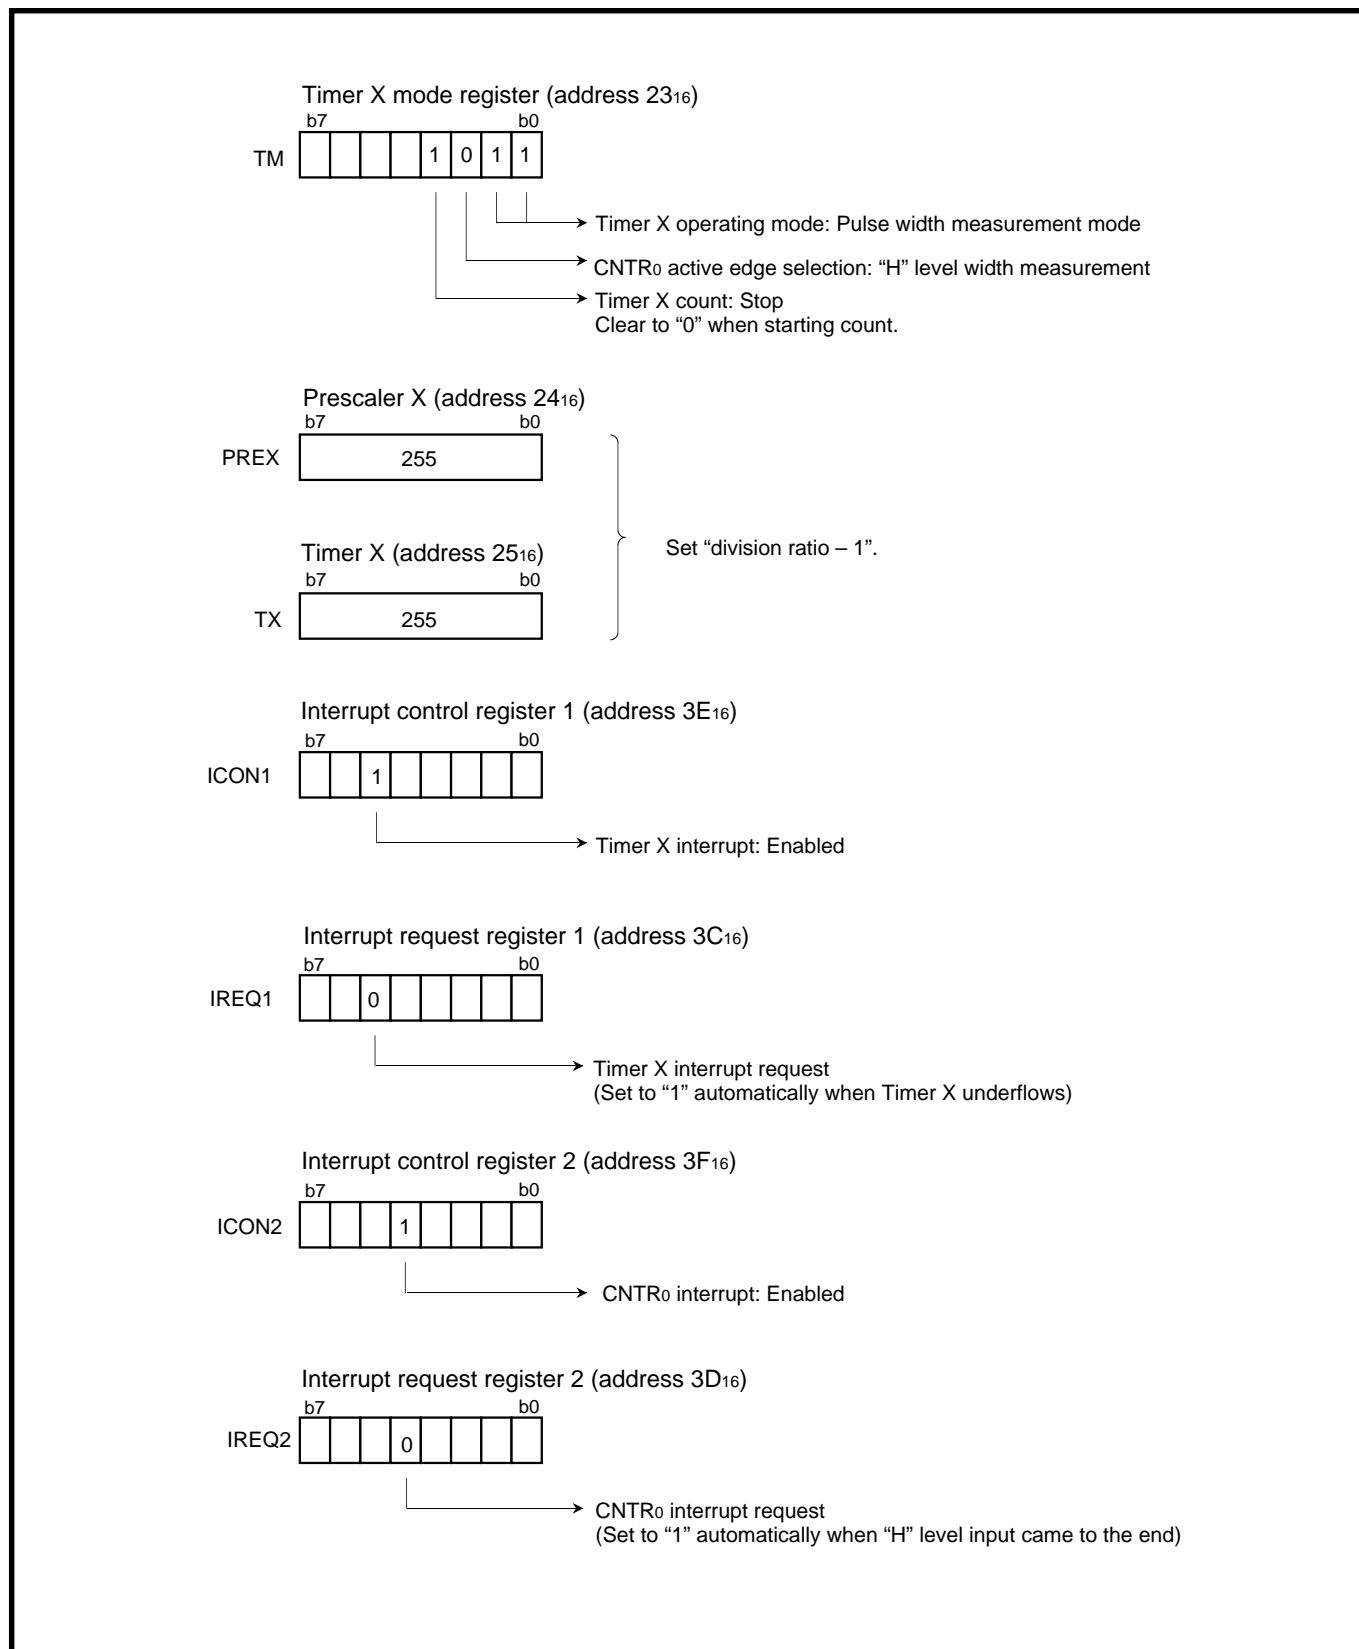 Timer X mode register (address 2316)
b7 b0
TM 1 0 1 1
Timer X operating mode: Pulse width measurement mode
CNTR0 active edge selection: “H” level width measurement
Timer X count: Stop
Clear to “0” when starting count.
Prescaler X (address 2416)
b7 b0
PREX 255
Set “division ratio – 1”.
Timer X (address 2516)
b7 b0
TX 255
Interrupt control register 1 (address 3E16)
b7 b0
ICON1 1
Timer X interrupt: Enabled
Interrupt request register 1 (address 3C16)
b7 b0
IREQ1 0
Timer X interrupt request
(Set to “1” automatically when Timer X underflows)
Interrupt control register 2 (address 3F16)
b7 b0
ICON2 1
CNTR0 interrupt: Enabled
Interrupt request register 2 (address 3D16)
b7 b0
IREQ2 0
CNTR0 interrupt request
(Set to “1” automatically when “H” level input came to the end)